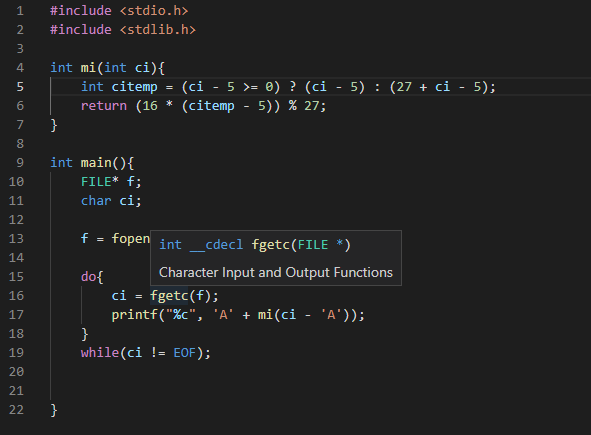 1 #include <stdio.h>
2 #include <stdlib.h>
3
4 int mi(int ci){
5 int citemp = (ci - 5 >= 0) ? (ci - 5) : (27 + ci - 5);
6 return (16 * (citemp - 5)) % 27;
7 }
8
9 int main(){
10 FILE* f;
11 char ci;
12
13 f = fopen
int __cdecl fgetc(FILE *)
14
Character Input and Output Functions
15 do{
16 ci = fgetc(f);
17 printf("%c", 'A' + mi(ci - 'A'));
18 }
19 while(ci != EOF);
20
21
22 }